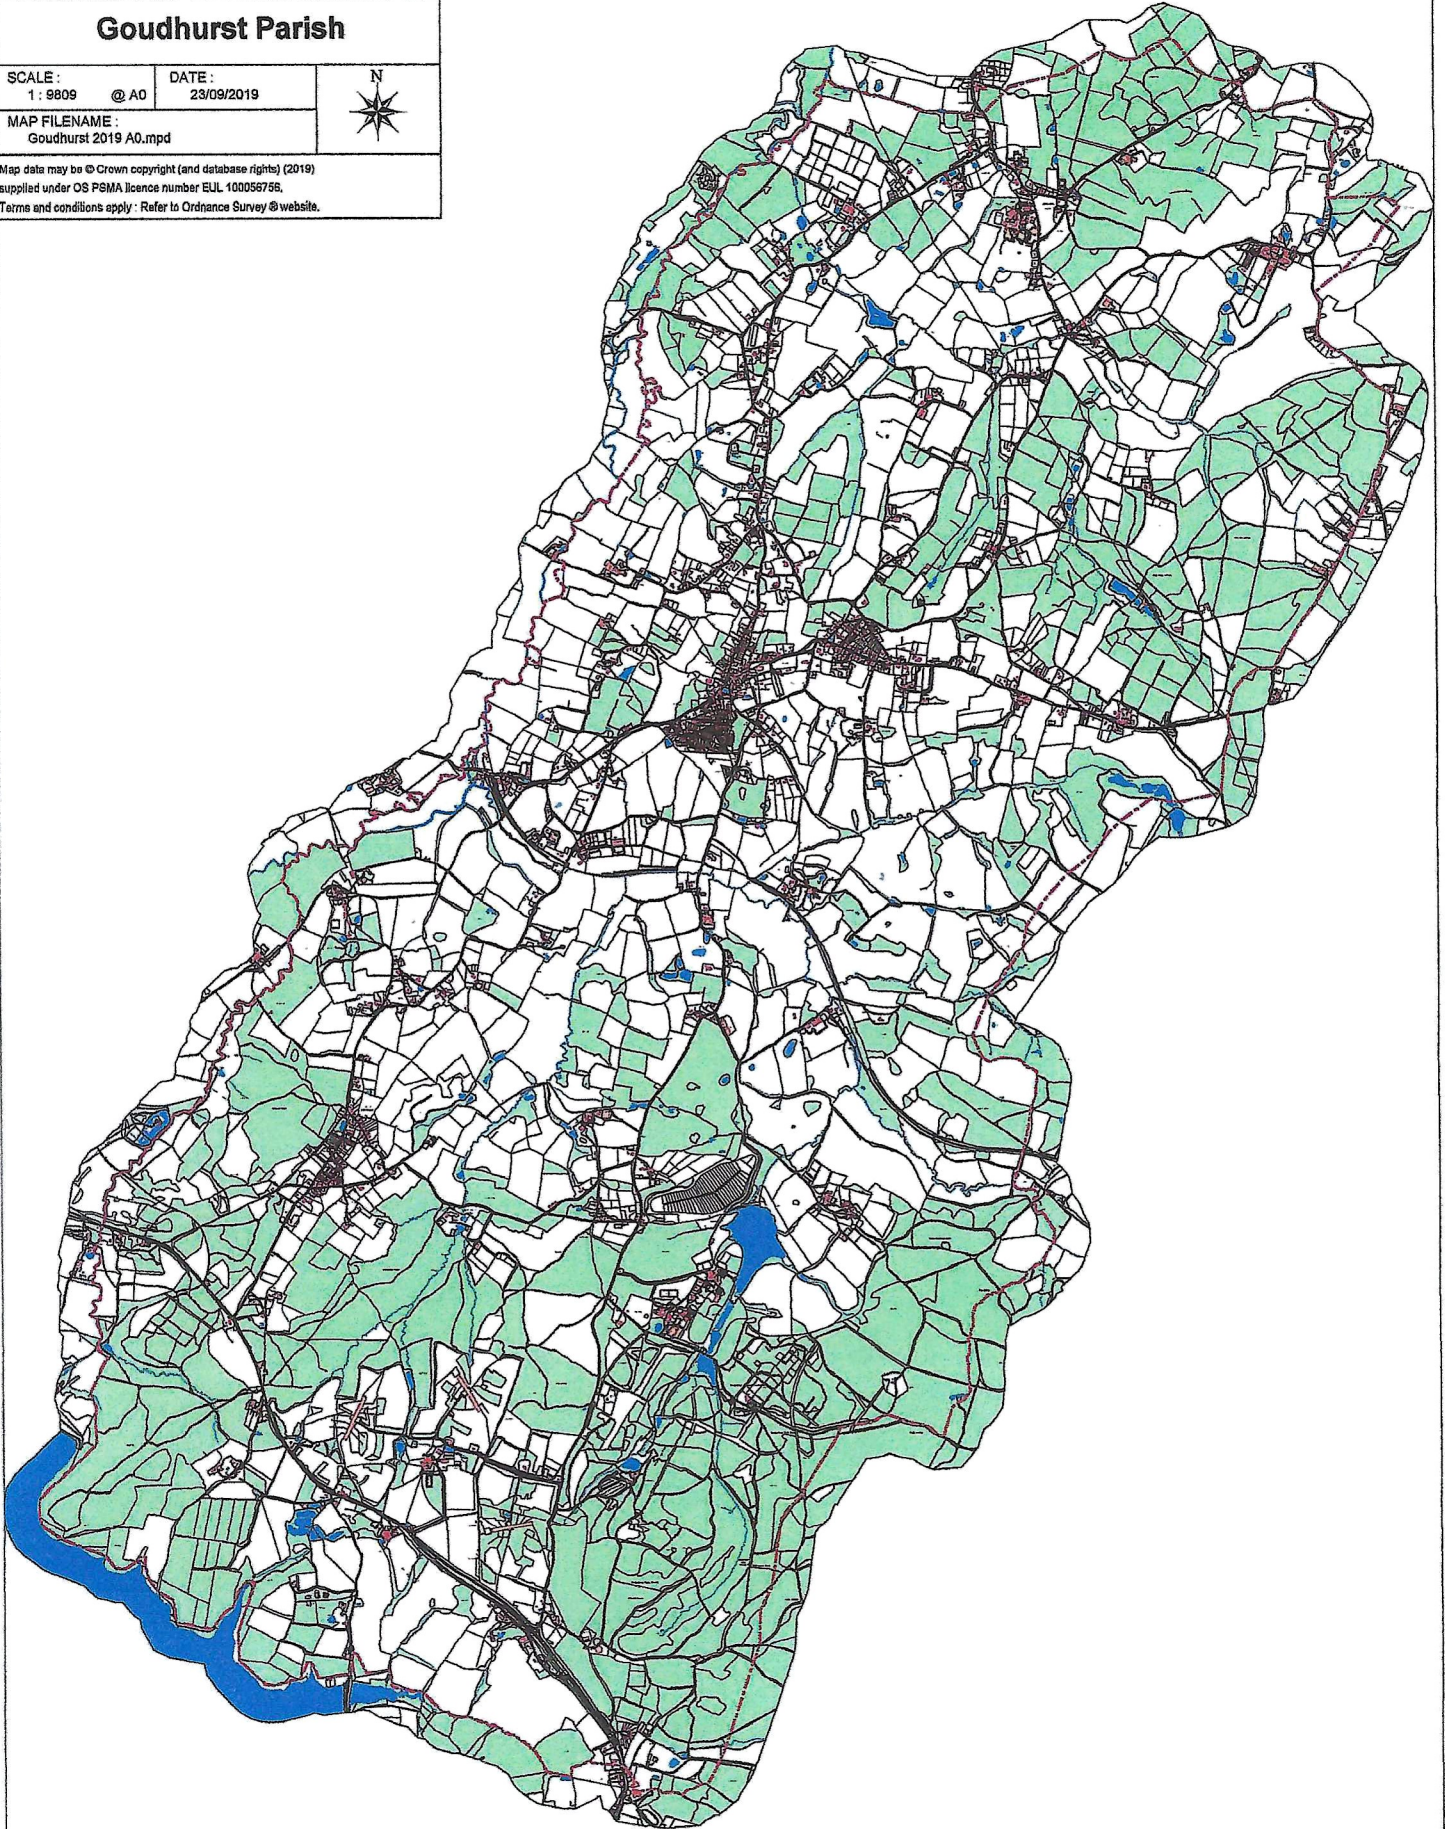 Goudhurst Parish
SCALE :
1 : 9809 @ A0
DATE :
23/09/2019
N
MAP FILENAME :
Goudhurst 2019 A0.mpd
Map data may be © Crown copyright (and database rights) (2019)
supplied under OS PSMA licence number EUL 100056756.
Terms and conditions apply : Refer to Ordnance Survey ® website.